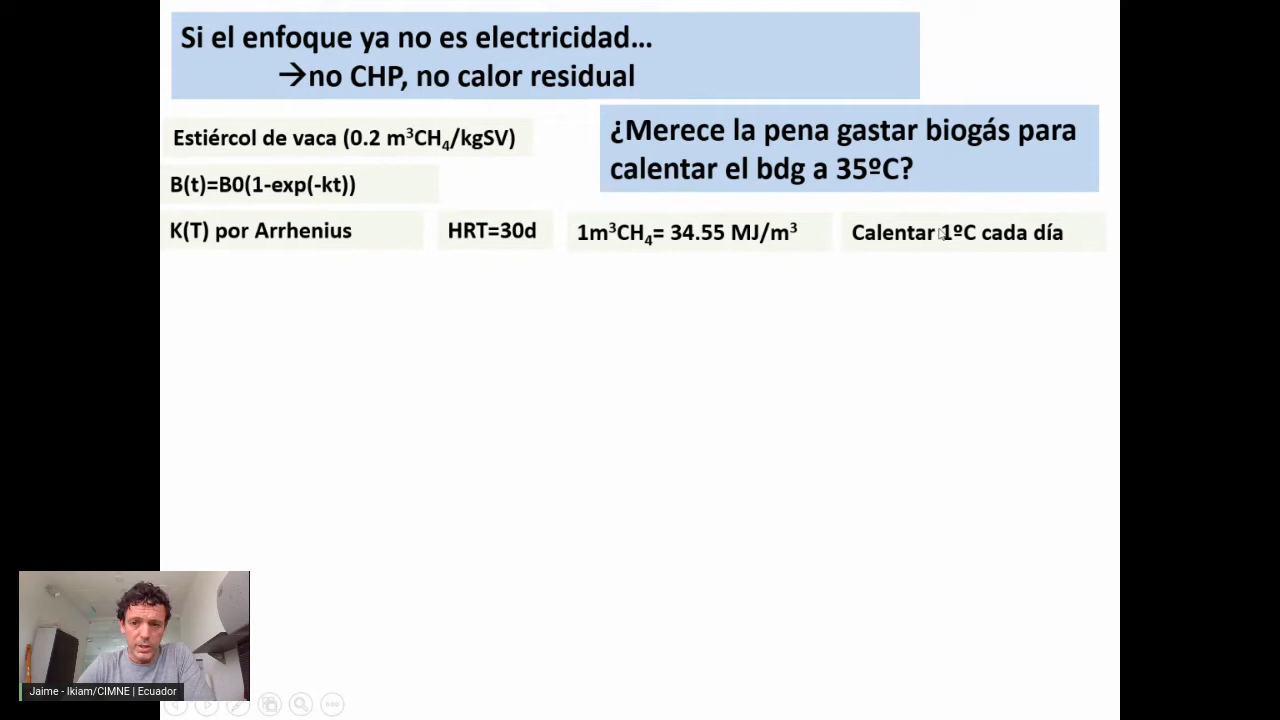 Si el enfoque ya no es electricidad…
→no CHP, no calor residual
¿Merece la pena gastar biogás para
calentar el bdg a 35ºC?
Estiércol de vaca (0.2 m³CH₄/kgSV)
B(t)=B0(1-exp(-kt))
K(T) por Arrhenius
HRT=30d
1m³CH₄= 34.55 MJ/m³
Calentar 1ºC cada día
Jaime - Ikiam/CIMNE | Ecuador